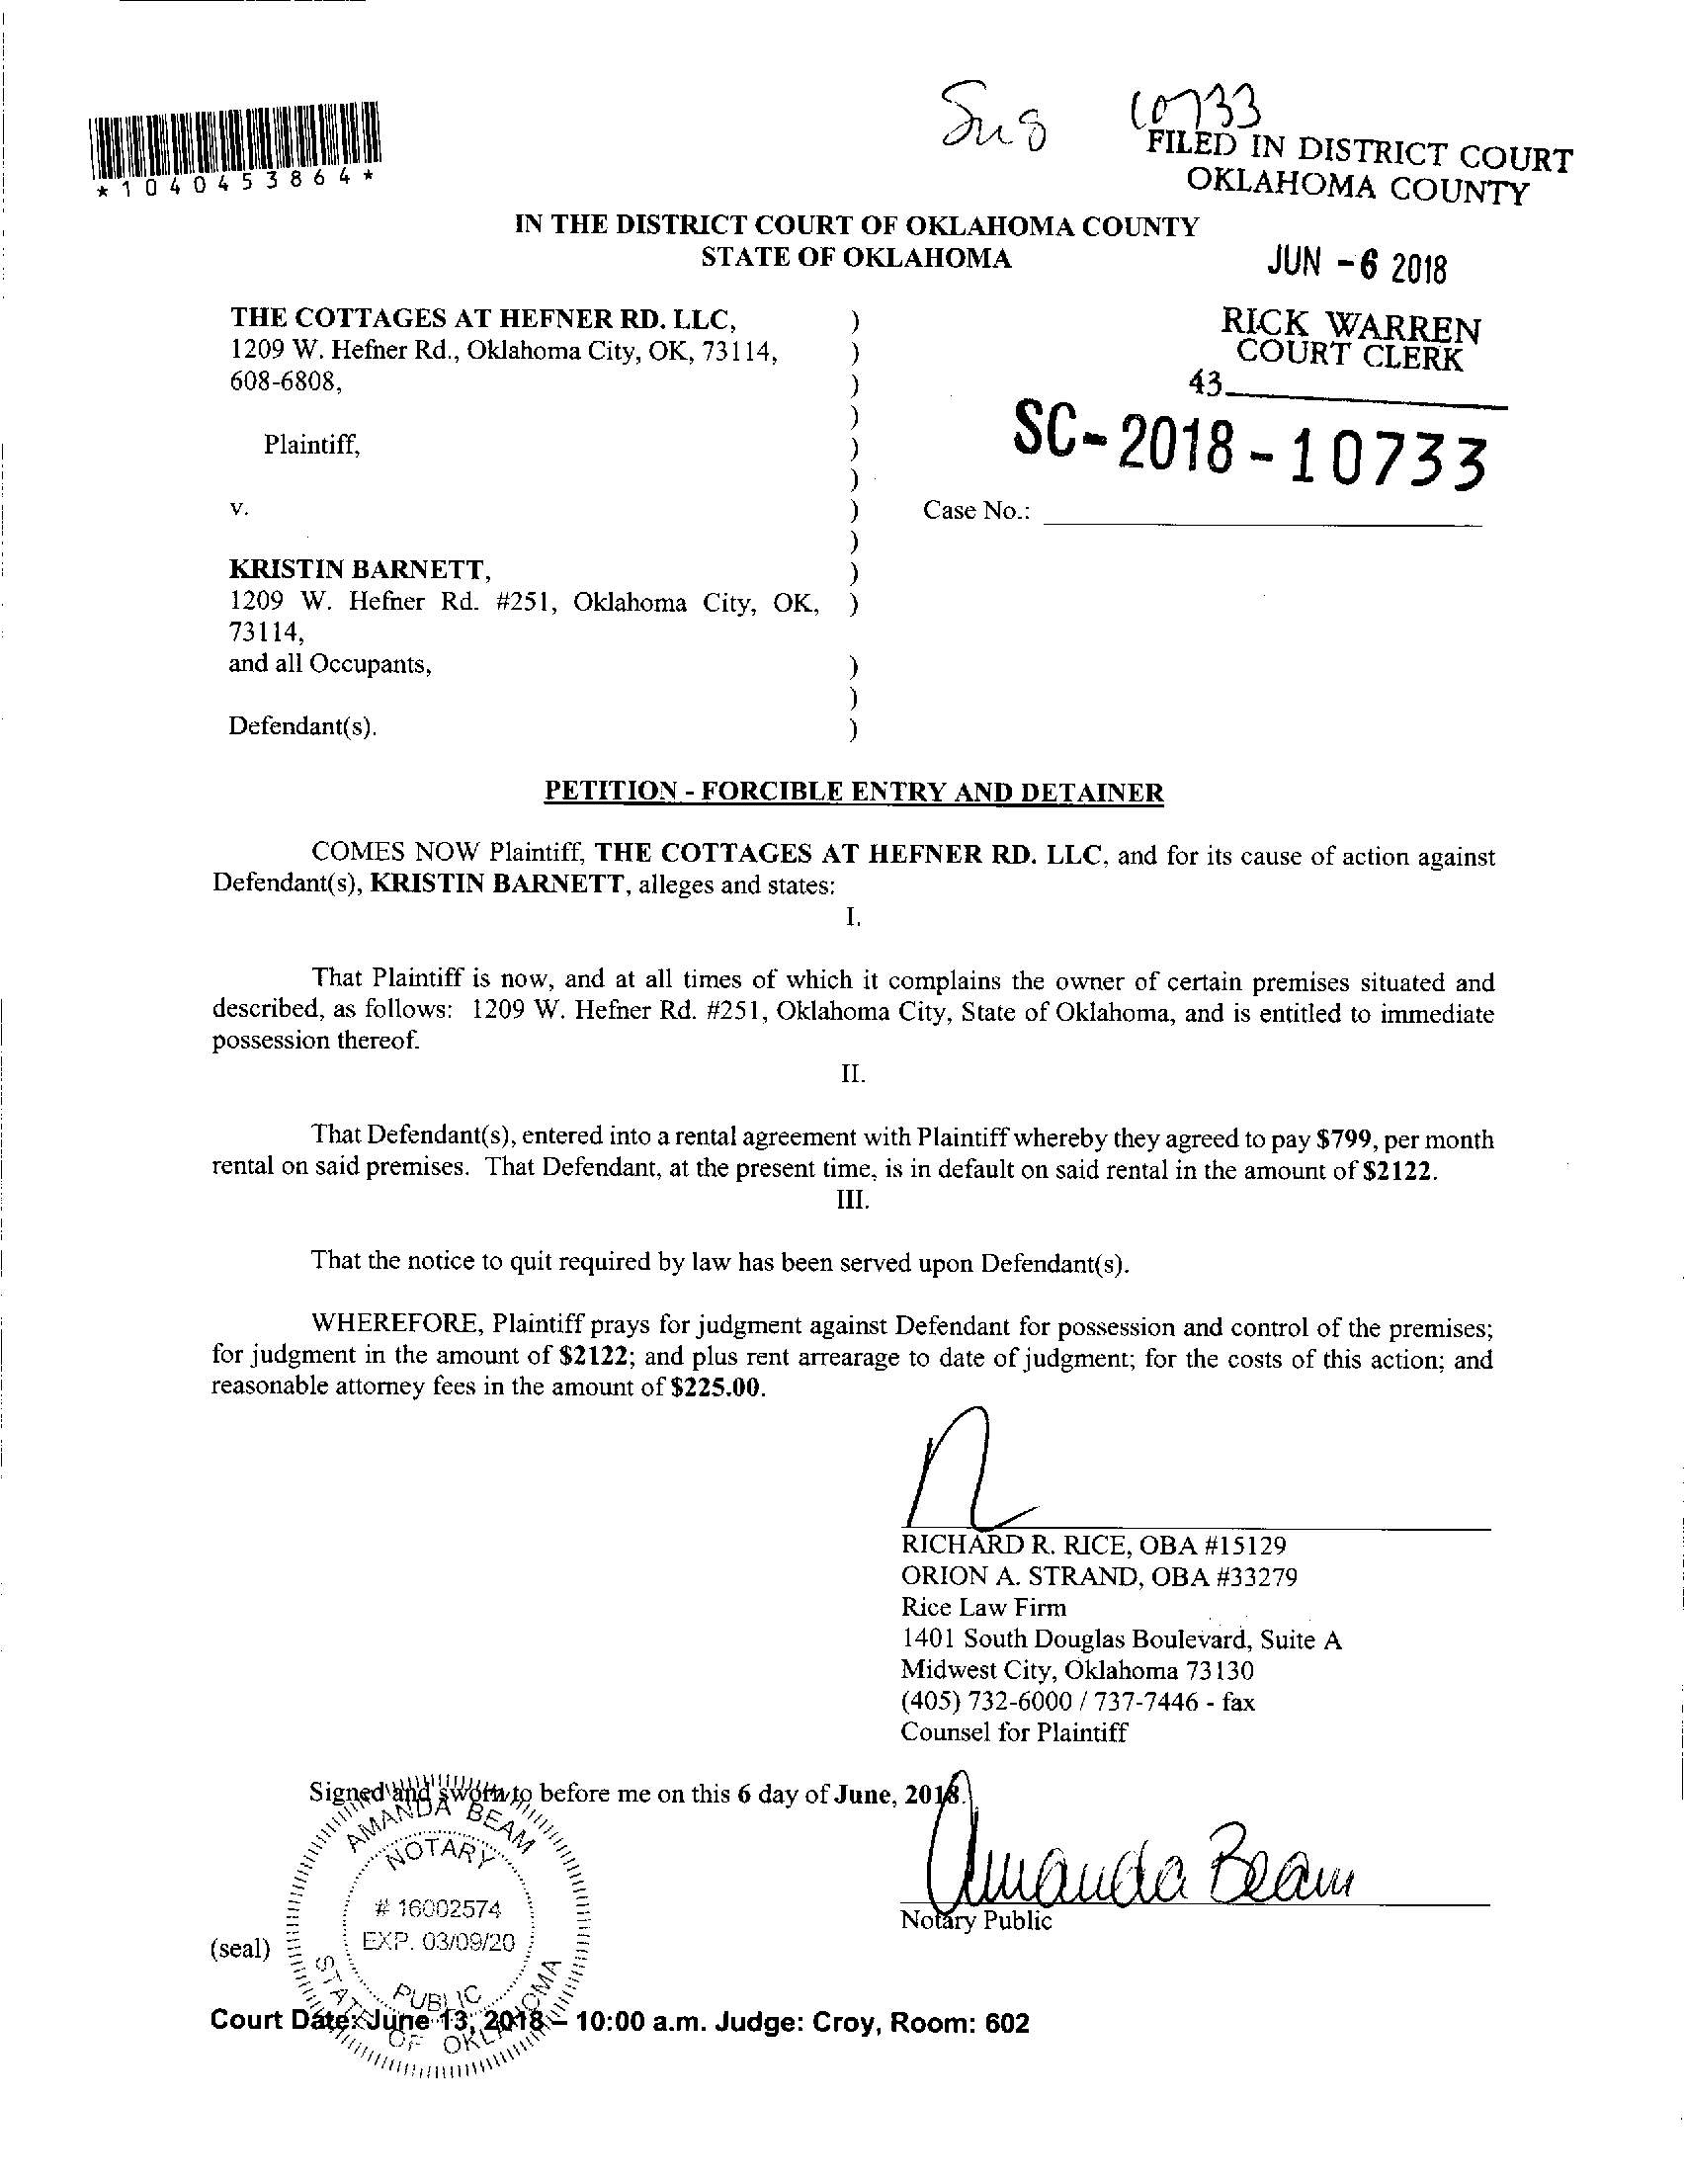 10733
FILED IN DISTRICT COURT
OKLAHOMA COUNTY
*1040453864*
IN THE DISTRICT COURT OF OKLAHOMA COUNTY
STATE OF OKLAHOMA
JUN -6 2018
THE COTTAGES AT HEFNER RD. LLC, )
1209 W. Hefner Rd., Oklahoma City, OK, 73114, )
608-6808, )
RICK WARREN
COURT CLERK
43
)
Plaintiff, )
SC-2018-10733
)
v. ) Case No.:
)
KRISTIN BARNETT, )
1209 W. Hefner Rd. #251, Oklahoma City, OK, )
73114,
and all Occupants, )
)
Defendant(s). )
PETITION - FORCIBLE ENTRY AND DETAINER
COMES NOW Plaintiff, THE COTTAGES AT HEFNER RD. LLC, and for its cause of action against
Defendant(s), KRISTIN BARNETT, alleges and states:
I.
That Plaintiff is now, and at all times of which it complains the owner of certain premises situated and
described, as follows: 1209 W. Hefner Rd. #251, Oklahoma City, State of Oklahoma, and is entitled to immediate
possession thereof.
II.
That Defendant(s), entered into a rental agreement with Plaintiff whereby they agreed to pay $799, per month
rental on said premises. That Defendant, at the present time, is in default on said rental in the amount of $2122.
III.
That the notice to quit required by law has been served upon Defendant(s).
WHEREFORE, Plaintiff prays for judgment against Defendant for possession and control of the premises;
for judgment in the amount of $2122; and plus rent arrearage to date of judgment; for the costs of this action; and
reasonable attorney fees in the amount of $225.00.
RICHARD R. RICE, OBA #15129
ORION A. STRAND, OBA #33279
Rice Law Firm
1401 South Douglas Boulevard, Suite A
Midwest City, Oklahoma 73130
(405) 732-6000 / 737-7446 - fax
Counsel for Plaintiff
Signed and sworn to before me on this 6 day of June, 2018.
AMANDA BEAM
NOTARY
# 16002574
EXP. 03/09/20
PUBLIC
STATE OF OKLAHOMA
Amanda Beam
Notary Public
(seal)
Court Date: June 13, 2018 – 10:00 a.m. Judge: Croy, Room: 602